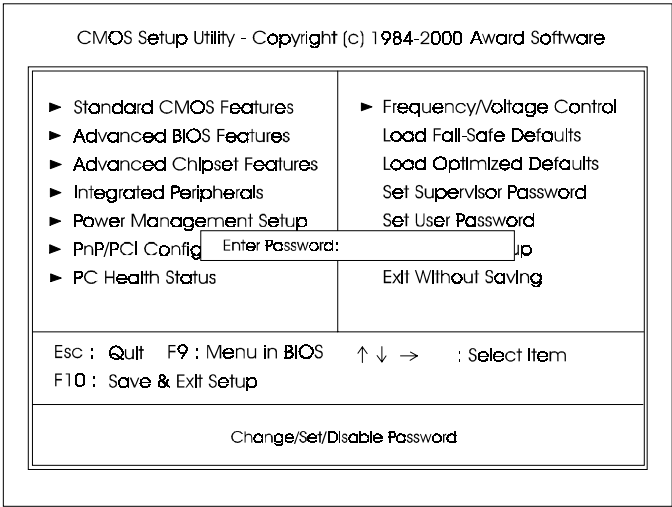 CMOS Setup Utility - Copyright (c) 1984-2000 Award Software
► Standard CMOS Features
► Advanced BIOS Features
► Advanced Chipset Features
► Integrated Peripherals
► Power Management Setup
► PnP/PCI Config
► PC Health Status
► Frequency/Voltage Control
Load Fail-Safe Defaults
Load Optimized Defaults
Set Supervisor Password
Set User Password
up
Exit Without Saving
Enter Password:
Esc : Quit F9 : Menu in BIOS ↑ ↓ → : Select Item
F10 : Save & Exit Setup
Change/Set/Disable Password